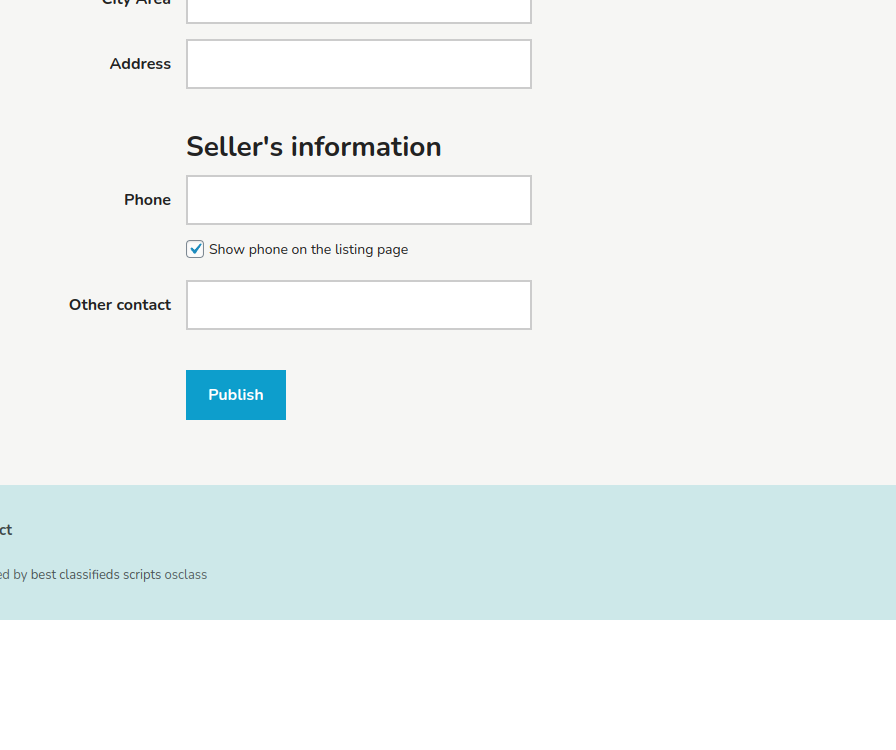 City Area
Address
Seller's information
Phone
Show phone on the listing page
Other contact
Publish
ct
ed by best classifieds scripts osclass